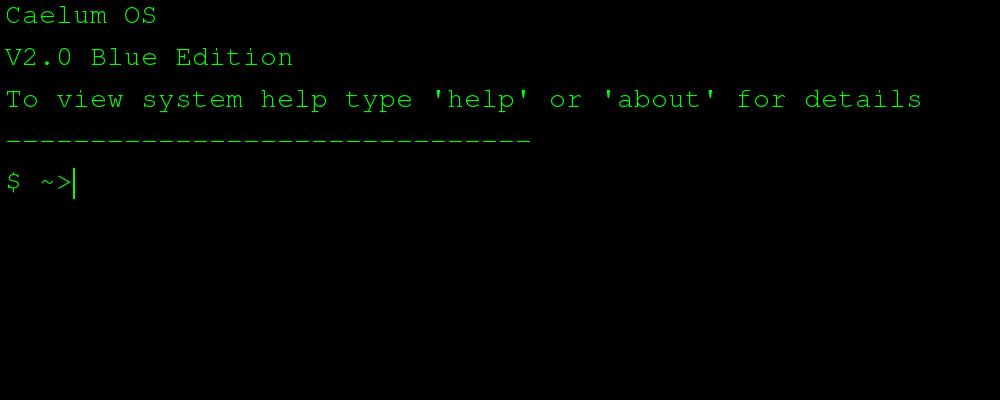 Caelum OS
V2.0 Blue Edition
To view system help type 'help' or 'about' for details
-------------------------------
$ ~>